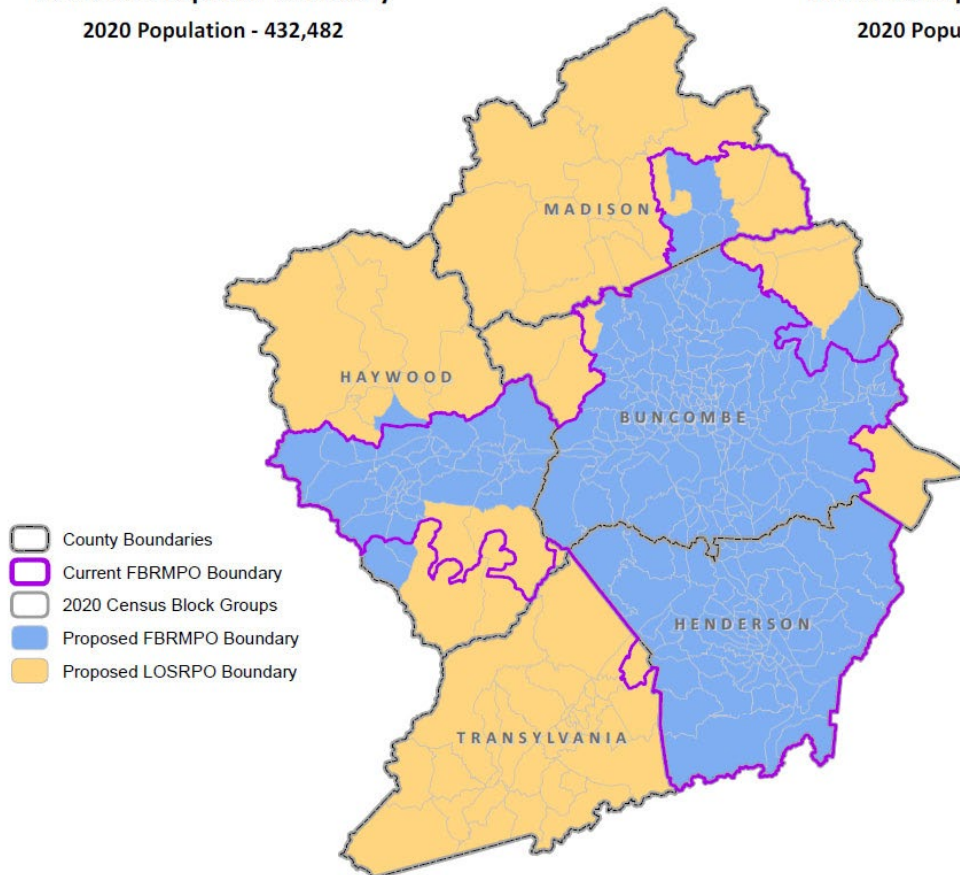 2020 Population - 432,482
2020 Popu
MADISON
HAYWOOD
BUNCOMBE
HENDERSON
TRANSYLVANIA
County Boundaries
Current FBRMPO Boundary
2020 Census Block Groups
Proposed FBRMPO Boundary
Proposed LOSRPO Boundary